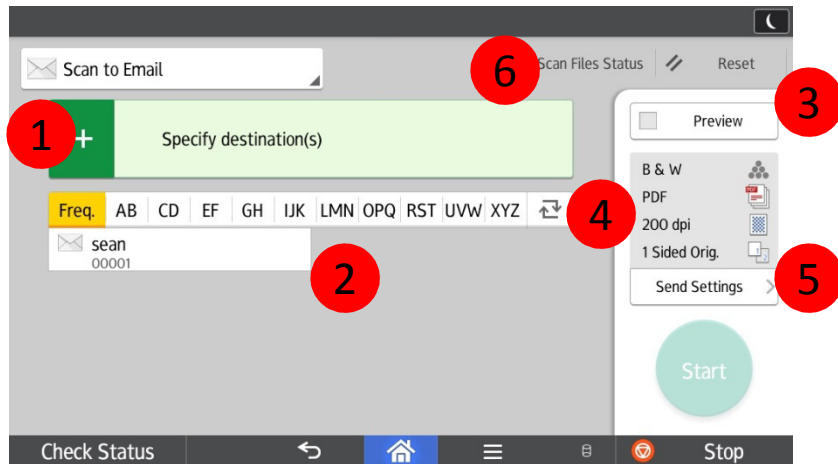 Scan to Email
6
Scan Files Status
Reset
1
+
Specify destination(s)
3
Preview
Freq. AB CD EF GH IJK LMN OPQ RST UVW XYZ
4
B & W
PDF
200 dpi
1 Sided Orig.
sean
00001
2
5
Send Settings
Start
Check Status
Stop